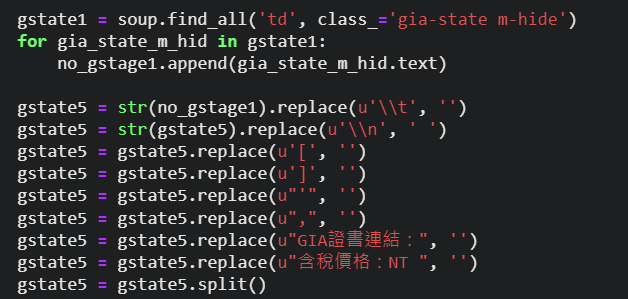 gstate1 = soup.find_all('td', class_='gia-state m-hide')
for gia_state_m_hid in gstate1:
    no_gstage1.append(gia_state_m_hid.text)

gstate5 = str(no_gstage1).replace(u'\\t', '')
gstate5 = str(gstate5).replace(u'\\n', ' ')
gstate5 = gstate5.replace(u'[', '')
gstate5 = gstate5.replace(u']', '')
gstate5 = gstate5.replace(u"'", '')
gstate5 = gstate5.replace(u",", '')
gstate5 = gstate5.replace(u"GIA證書連結：", '')
gstate5 = gstate5.replace(u"含稅價格：NT ", '')
gstate5 = gstate5.split()